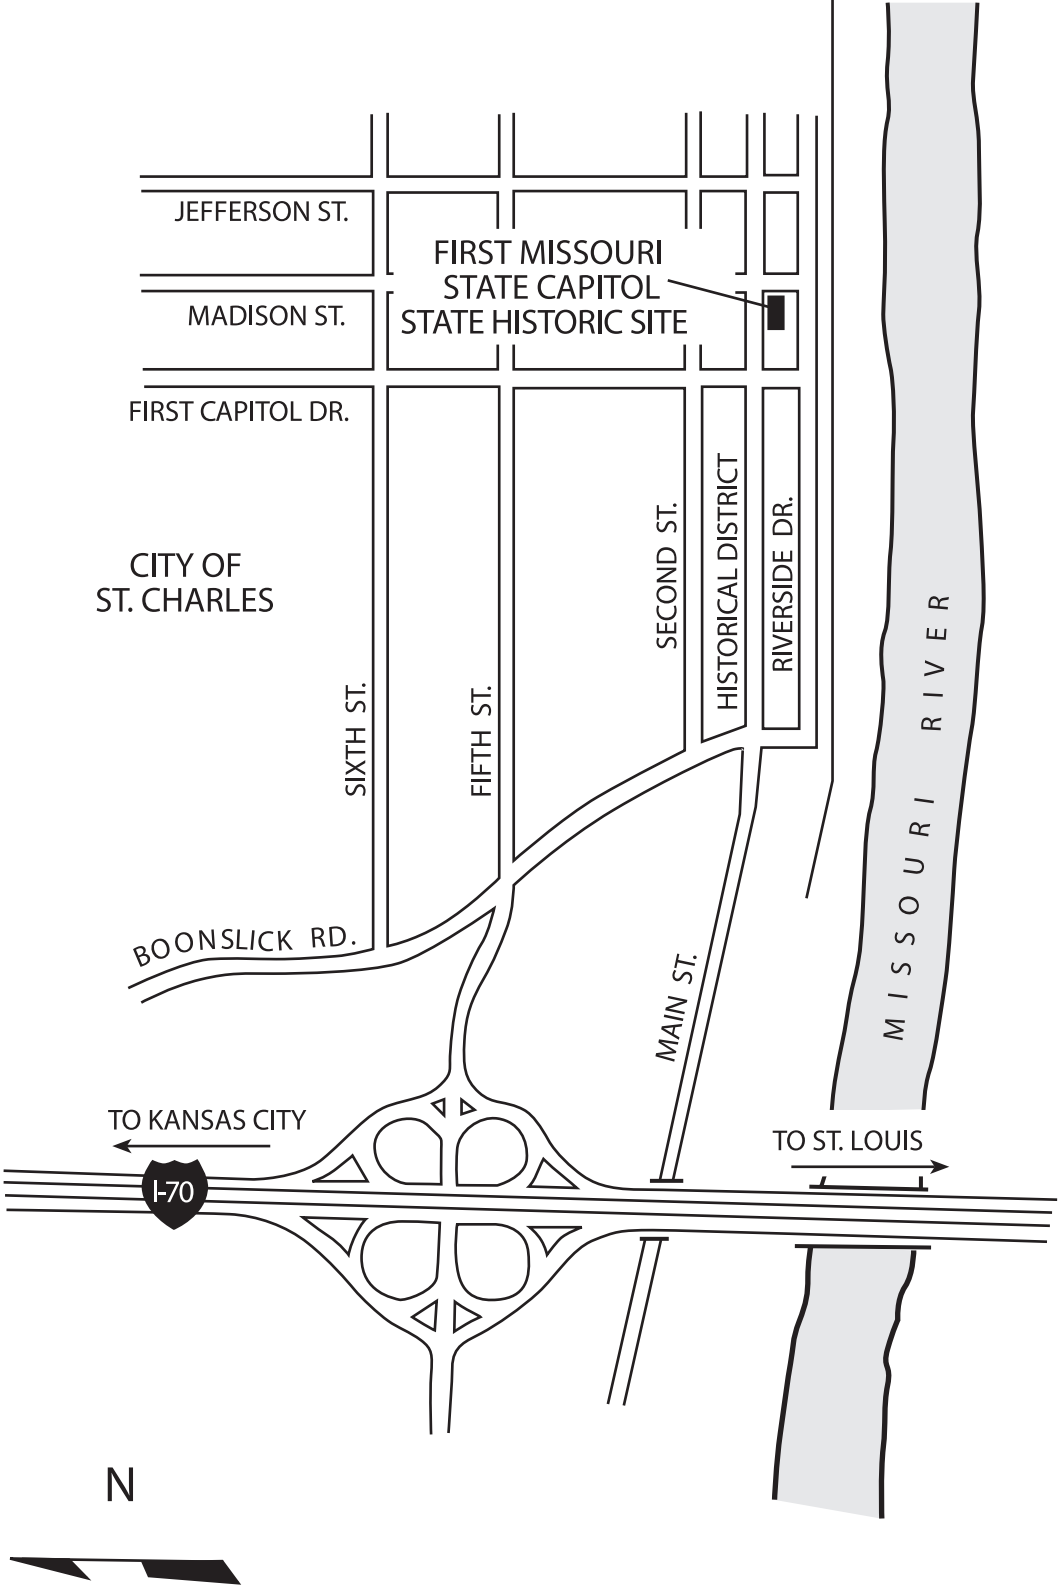 JEFFERSON ST.
FIRST MISSOURI
STATE CAPITOL
STATE HISTORIC SITE
MADISON ST.
FIRST CAPITOL DR.
CITY OF
ST. CHARLES
SIXTH ST.
FIFTH ST.
SECOND ST.
HISTORICAL DISTRICT
RIVERSIDE DR.
MISSOURI RIVER
BOONSLICK RD.
MAIN ST.
TO KANSAS CITY
TO ST. LOUIS
I-70
N